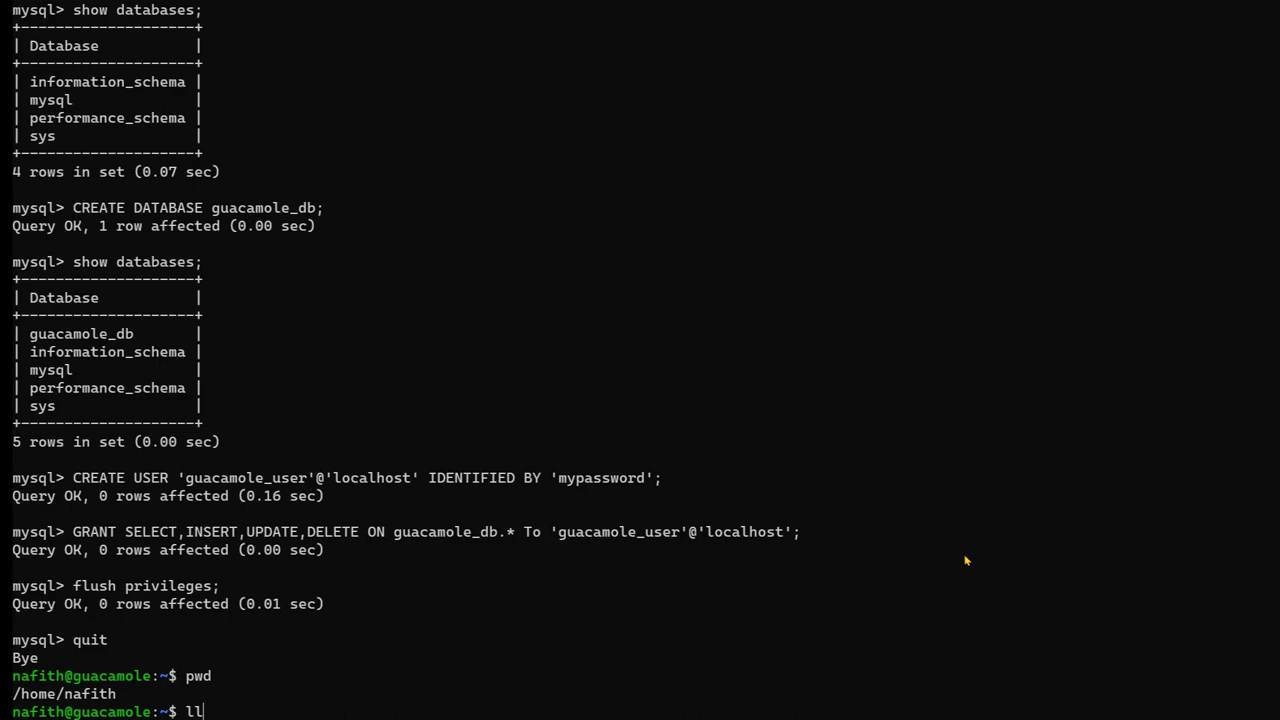 mysql> show databases;
+--------------------+
| Database           |
+--------------------+
| information_schema |
| mysql              |
| performance_schema |
| sys                |
+--------------------+
4 rows in set (0.07 sec)
mysql> CREATE DATABASE guacamole_db;
Query OK, 1 row affected (0.00 sec)
mysql> show databases;
+--------------------+
| Database           |
+--------------------+
| guacamole_db       |
| information_schema |
| mysql              |
| performance_schema |
| sys                |
+--------------------+
5 rows in set (0.00 sec)
mysql> CREATE USER 'guacamole_user'@'localhost' IDENTIFIED BY 'mypassword';
Query OK, 0 rows affected (0.16 sec)
mysql> GRANT SELECT,INSERT,UPDATE,DELETE ON guacamole_db.* To 'guacamole_user'@'localhost';
Query OK, 0 rows affected (0.00 sec)
mysql> flush privileges;
Query OK, 0 rows affected (0.01 sec)
mysql> quit
Bye
nafith@guacamole:~$ pwd
/home/nafith
nafith@guacamole:~$ ll